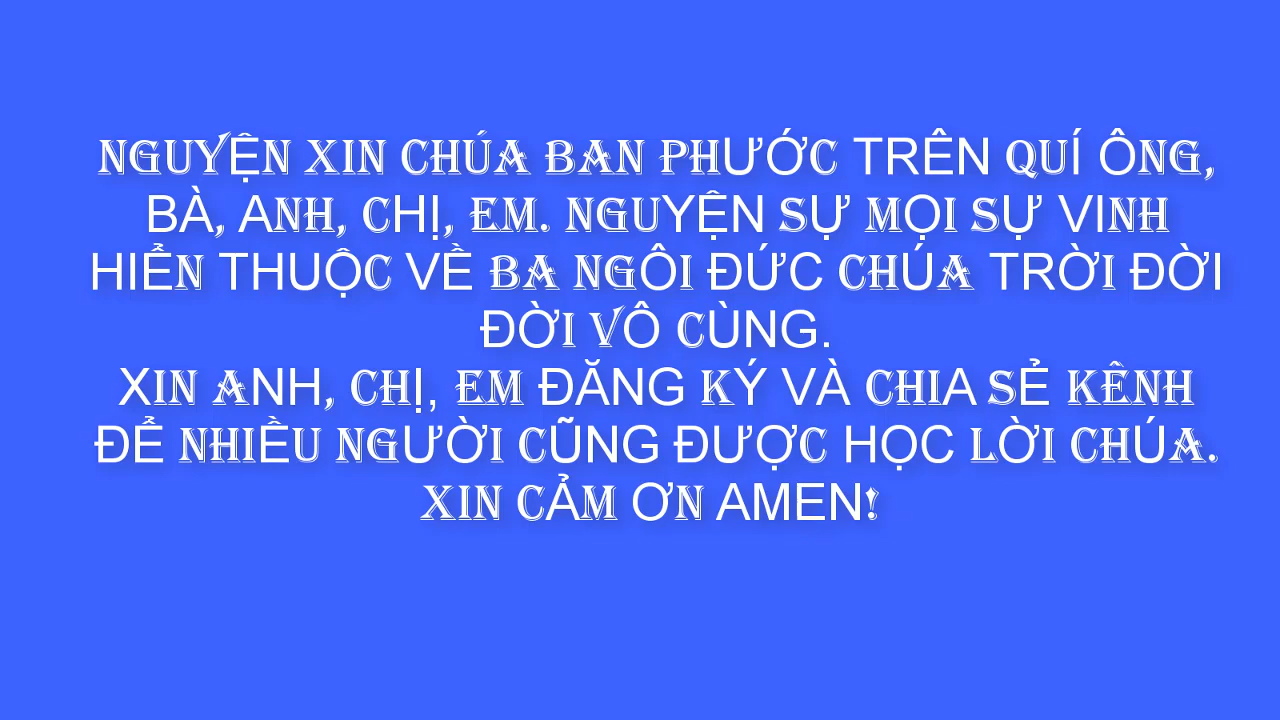 NGUYỆN XIN CHÚA BAN PHƯỚC TRÊN QUÍ ÔNG,
BÀ, ANH, CHỊ, EM. NGUYỆN SỰ MỌI SỰ VINH
HIỂN THUỘC VỀ BA NGÔI ĐỨC CHÚA TRỜI ĐỜI
ĐỜI VÔ CÙNG.
XIN ANH, CHỊ, EM ĐĂNG KÝ VÀ CHIA SẺ KÊNH
ĐỂ NHIỀU NGƯỜI CŨNG ĐƯỢC HỌC LỜI CHÚA.
XIN CẢM ƠN AMEN!